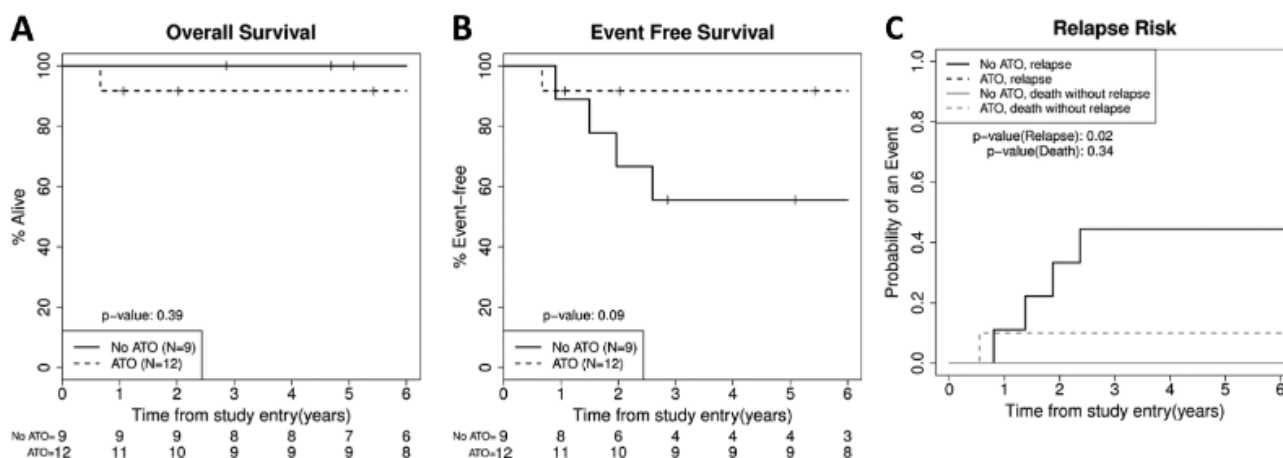 A
Overall Survival
% Alive
100
80
60
40
20
0
p-value: 0.39
No ATO (N=9)
ATO (N=12)
0 1 2 3 4 5 6
Time from study entry(years)
No ATO= 9 9 9 8 8 7 6
ATO=12 11 10 9 9 9 8
B
Event Free Survival
% Event-free
100
80
60
40
20
0
p-value: 0.09
No ATO (N=9)
ATO (N=12)
0 1 2 3 4 5 6
Time from study entry(years)
No ATO= 9 8 6 4 4 4 3
ATO=12 11 10 9 9 9 8
C
Relapse Risk
Probability of an Event
1.0
0.8
0.6
0.4
0.2
0.0
No ATO, relapse
ATO, relapse
No ATO, death without relapse
ATO, death without relapse
p-value(Relapse): 0.02
p-value(Death): 0.34
0 1 2 3 4 5 6
Time from study entry(years)